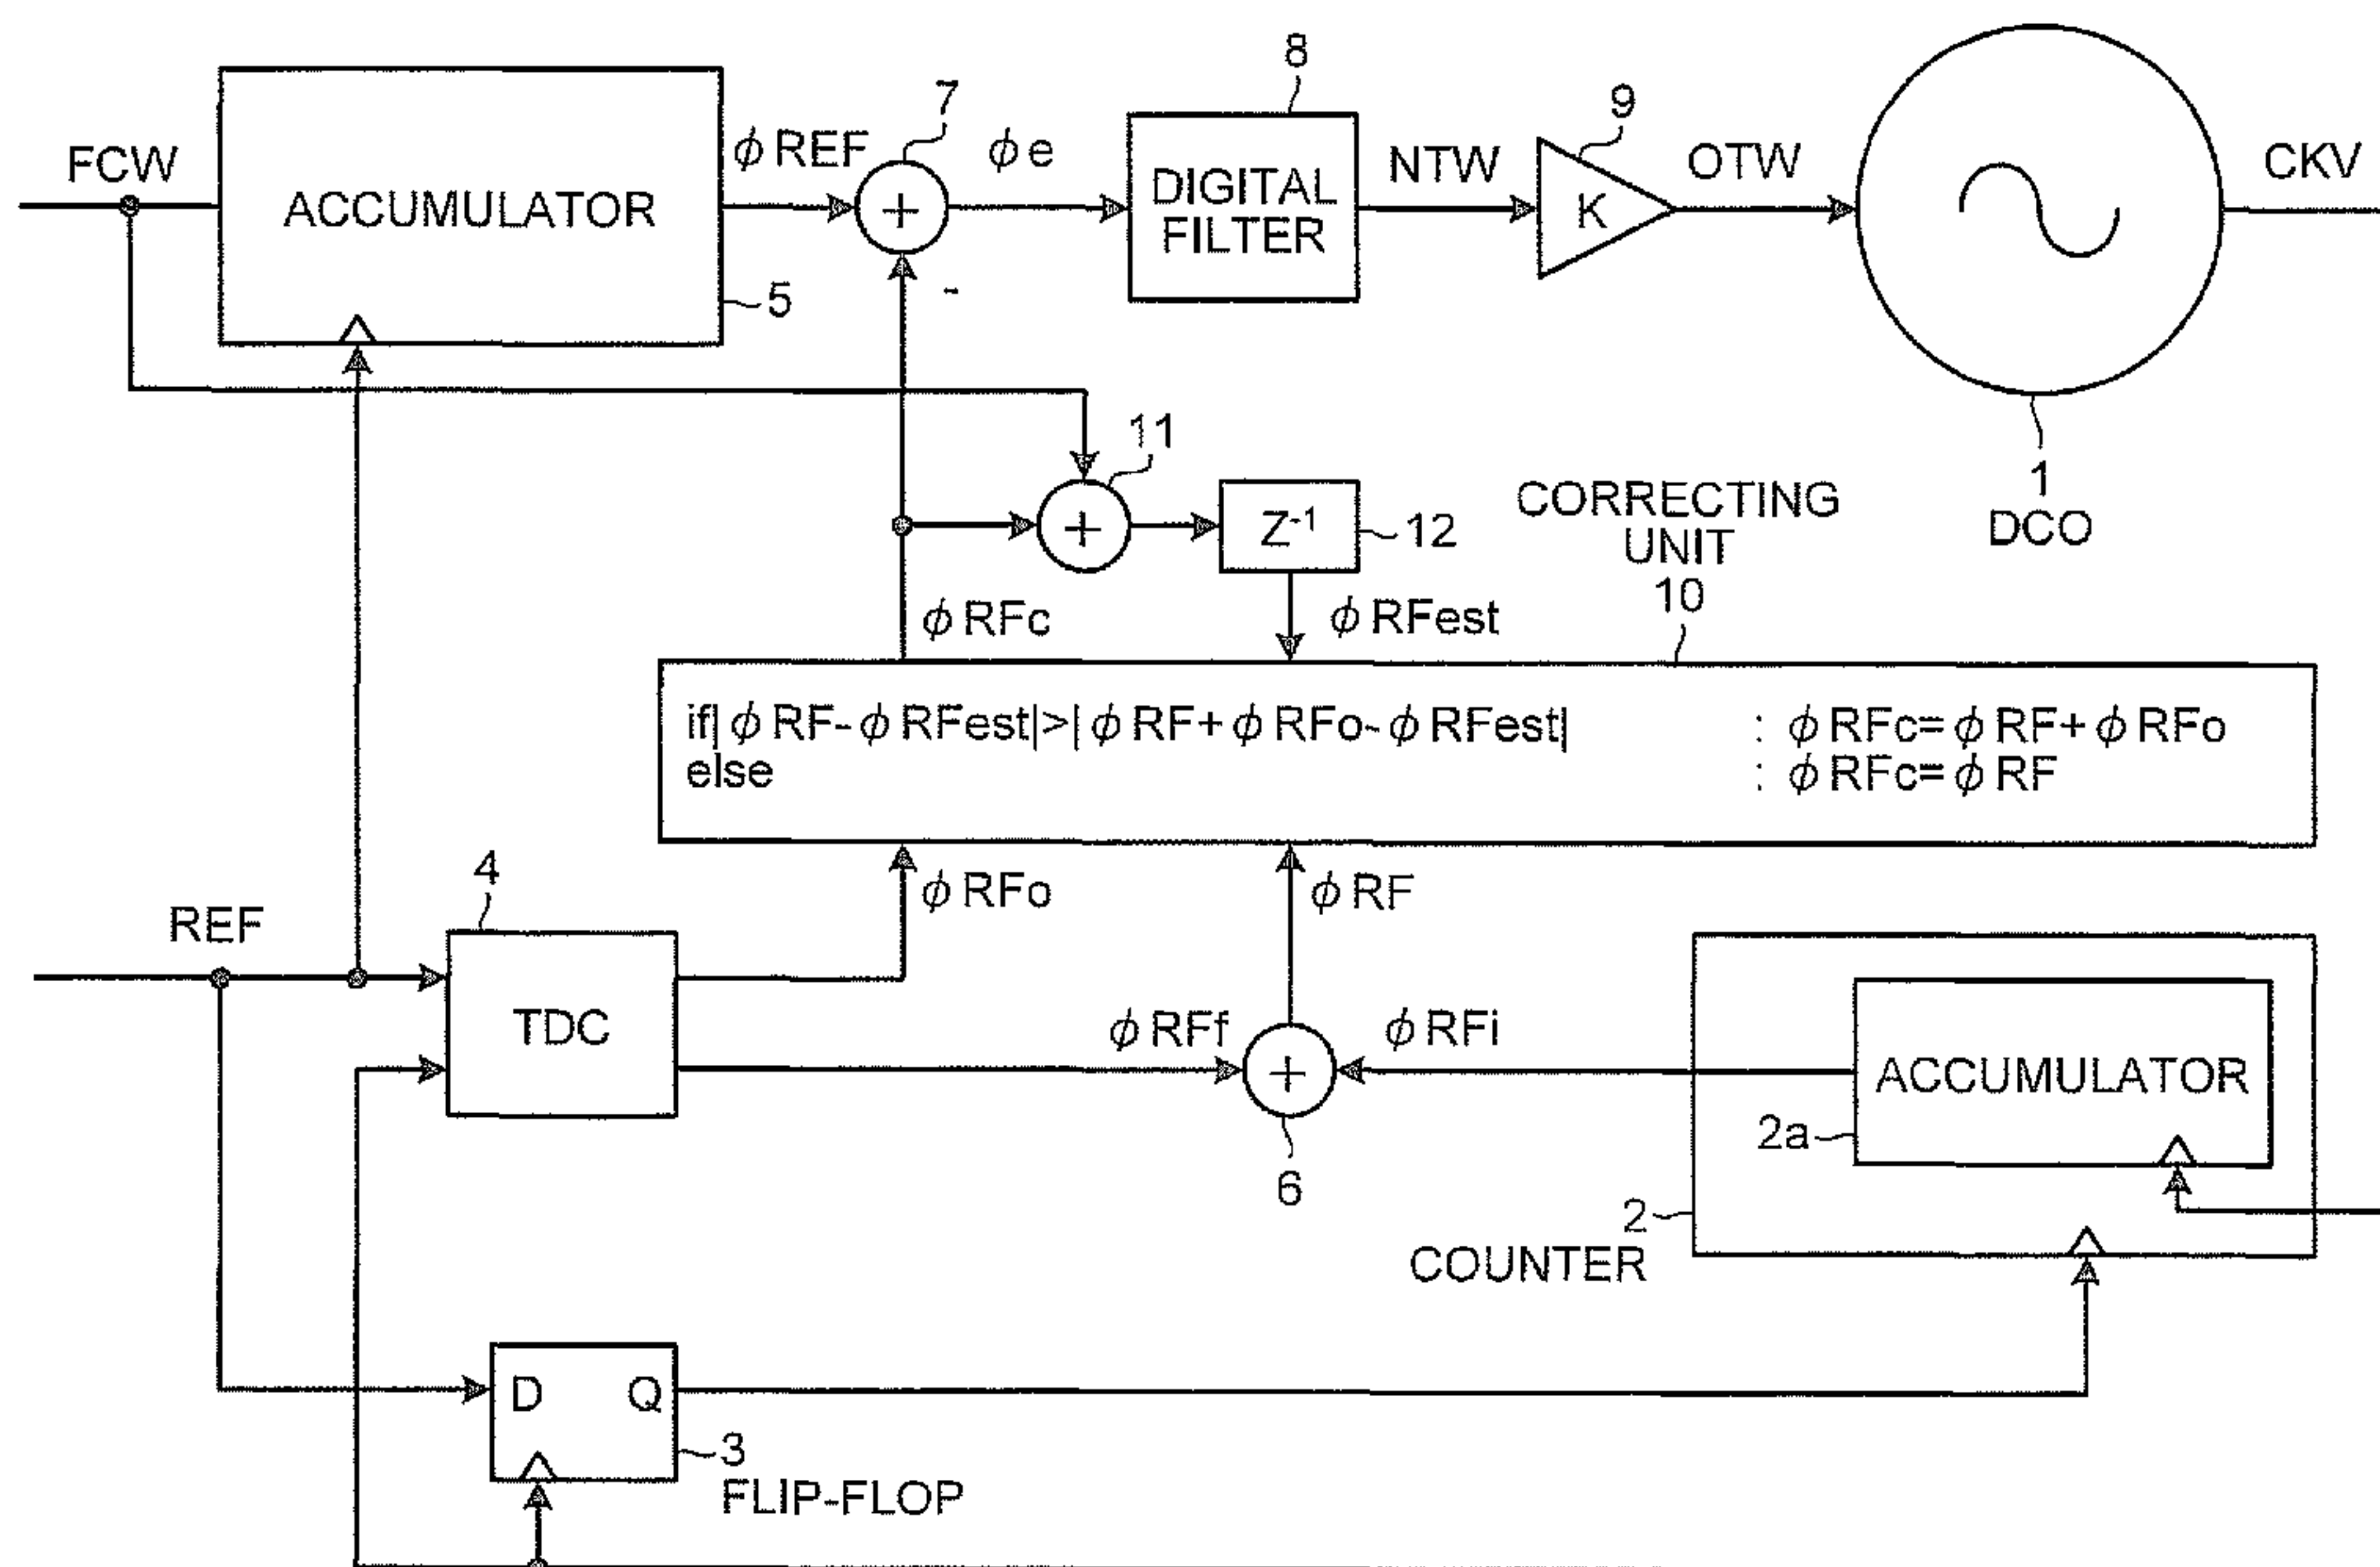 8
7
9
FCW
φREF
φe
NTW
OTW
CKV
ACCUMULATOR
DIGITAL
FILTER
+
K
5
-
11
1
DCO
+
Z-1
12
CORRECTING
UNIT
10
φRFc
φRFest
if|φRF-φRFest|>|φRF+φRFo-φRFest| : φRFc=φRF+φRFo
else : φRFc=φRF
4
φRFo
φRF
REF
TDC
φRFf
φRFi
+
ACCUMULATOR
2a
6
2
COUNTER
D Q
3
FLIP-FLOP